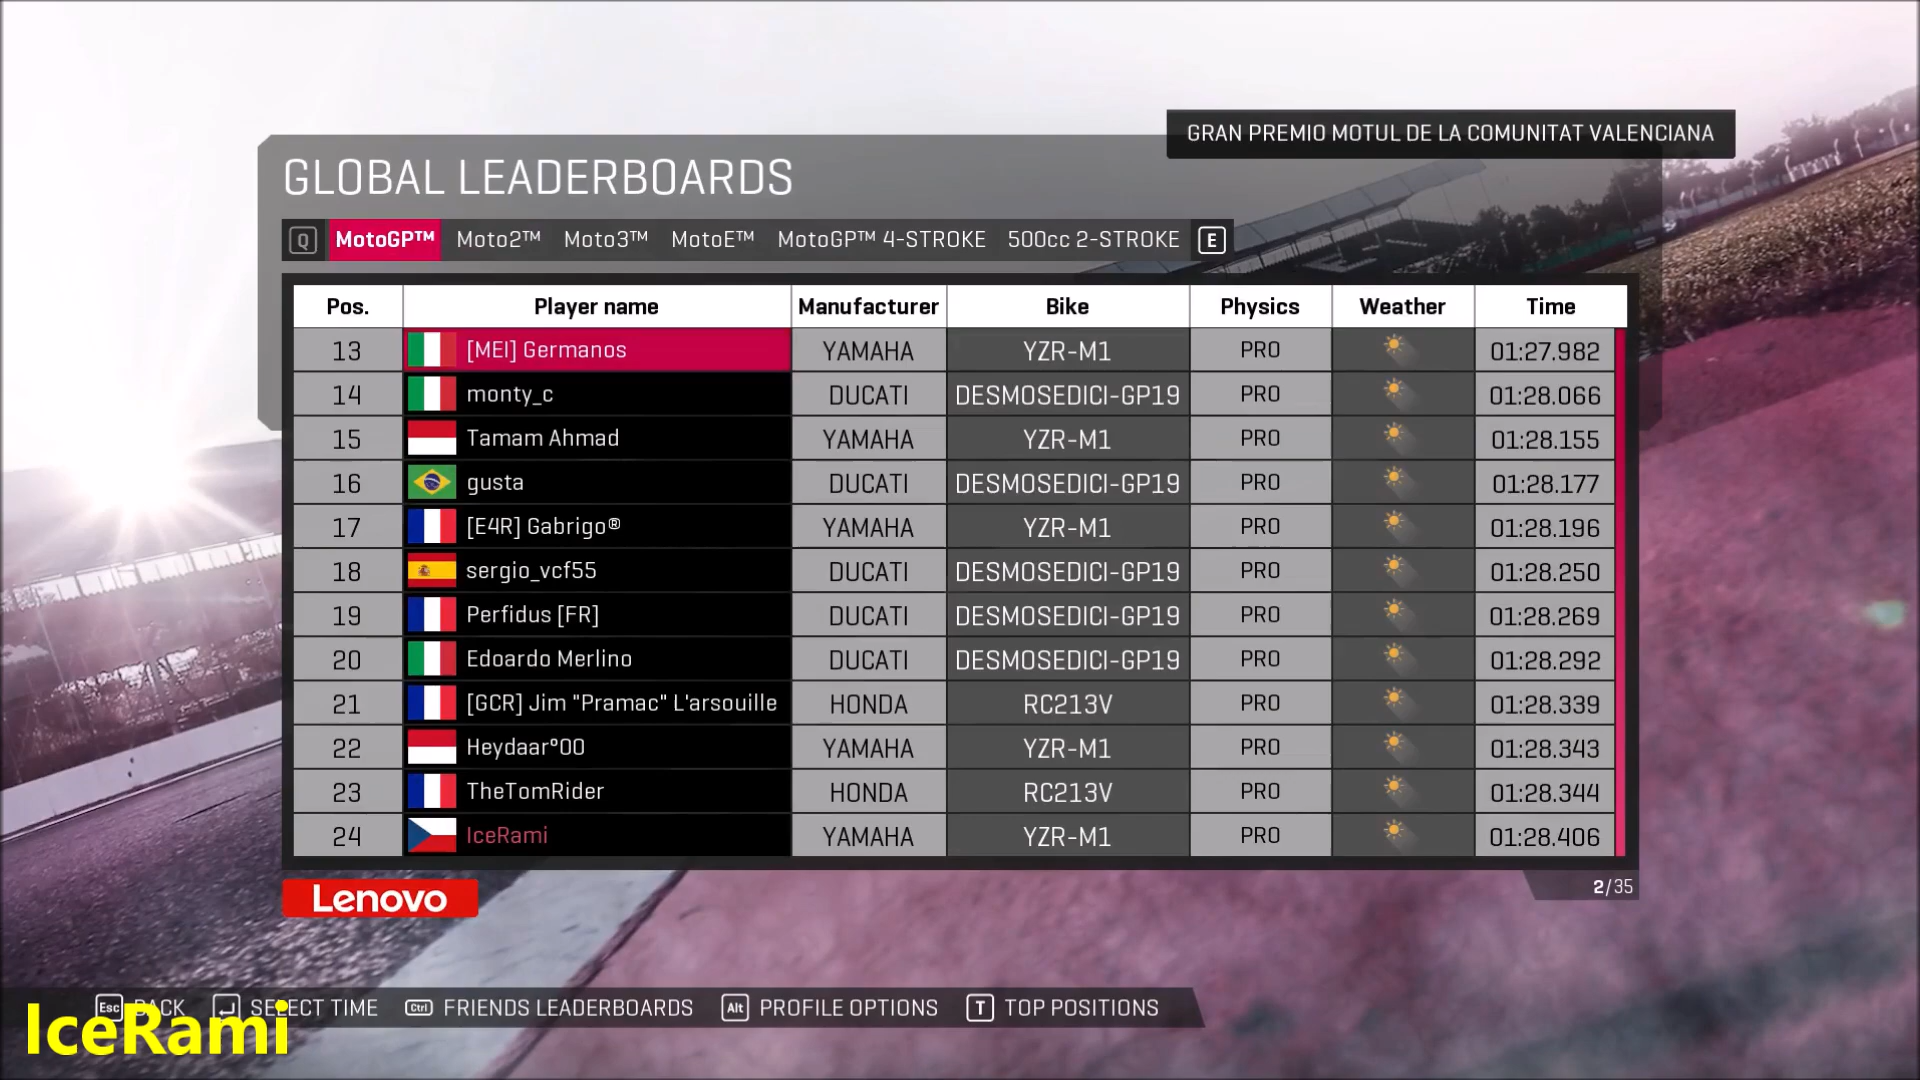 GRAN PREMIO MOTUL DE LA COMUNITAT VALENCIANA
GLOBAL LEADERBOARDS
Q MotoGP™ Moto2™ Moto3™ MotoE™ MotoGP™ 4-STROKE 500cc 2-STROKE E
Pos. Player name Manufacturer Bike Physics Weather Time
13 [MEI] Germanos YAMAHA YZR-M1 PRO 01:27.982
14 monty_c DUCATI DESMOSEDICI-GP19 PRO 01:28.066
15 Tamam Ahmad YAMAHA YZR-M1 PRO 01:28.155
16 gusta DUCATI DESMOSEDICI-GP19 PRO 01:28.177
17 [E4R] Gabrigo® YAMAHA YZR-M1 PRO 01:28.196
18 sergio_vcf55 DUCATI DESMOSEDICI-GP19 PRO 01:28.250
19 Perfidus [FR] DUCATI DESMOSEDICI-GP19 PRO 01:28.269
20 Edoardo Merlino DUCATI DESMOSEDICI-GP19 PRO 01:28.292
21 [GCR] Jim "Pramac" L'arsouille HONDA RC213V PRO 01:28.339
22 Heydaar°00 YAMAHA YZR-M1 PRO 01:28.343
23 TheTomRider HONDA RC213V PRO 01:28.344
24 IceRami YAMAHA YZR-M1 PRO 01:28.406
Lenovo
2/35
Esc BACK SELECT TIME Ctrl FRIENDS LEADERBOARDS Alt PROFILE OPTIONS T TOP POSITIONS
IceRami